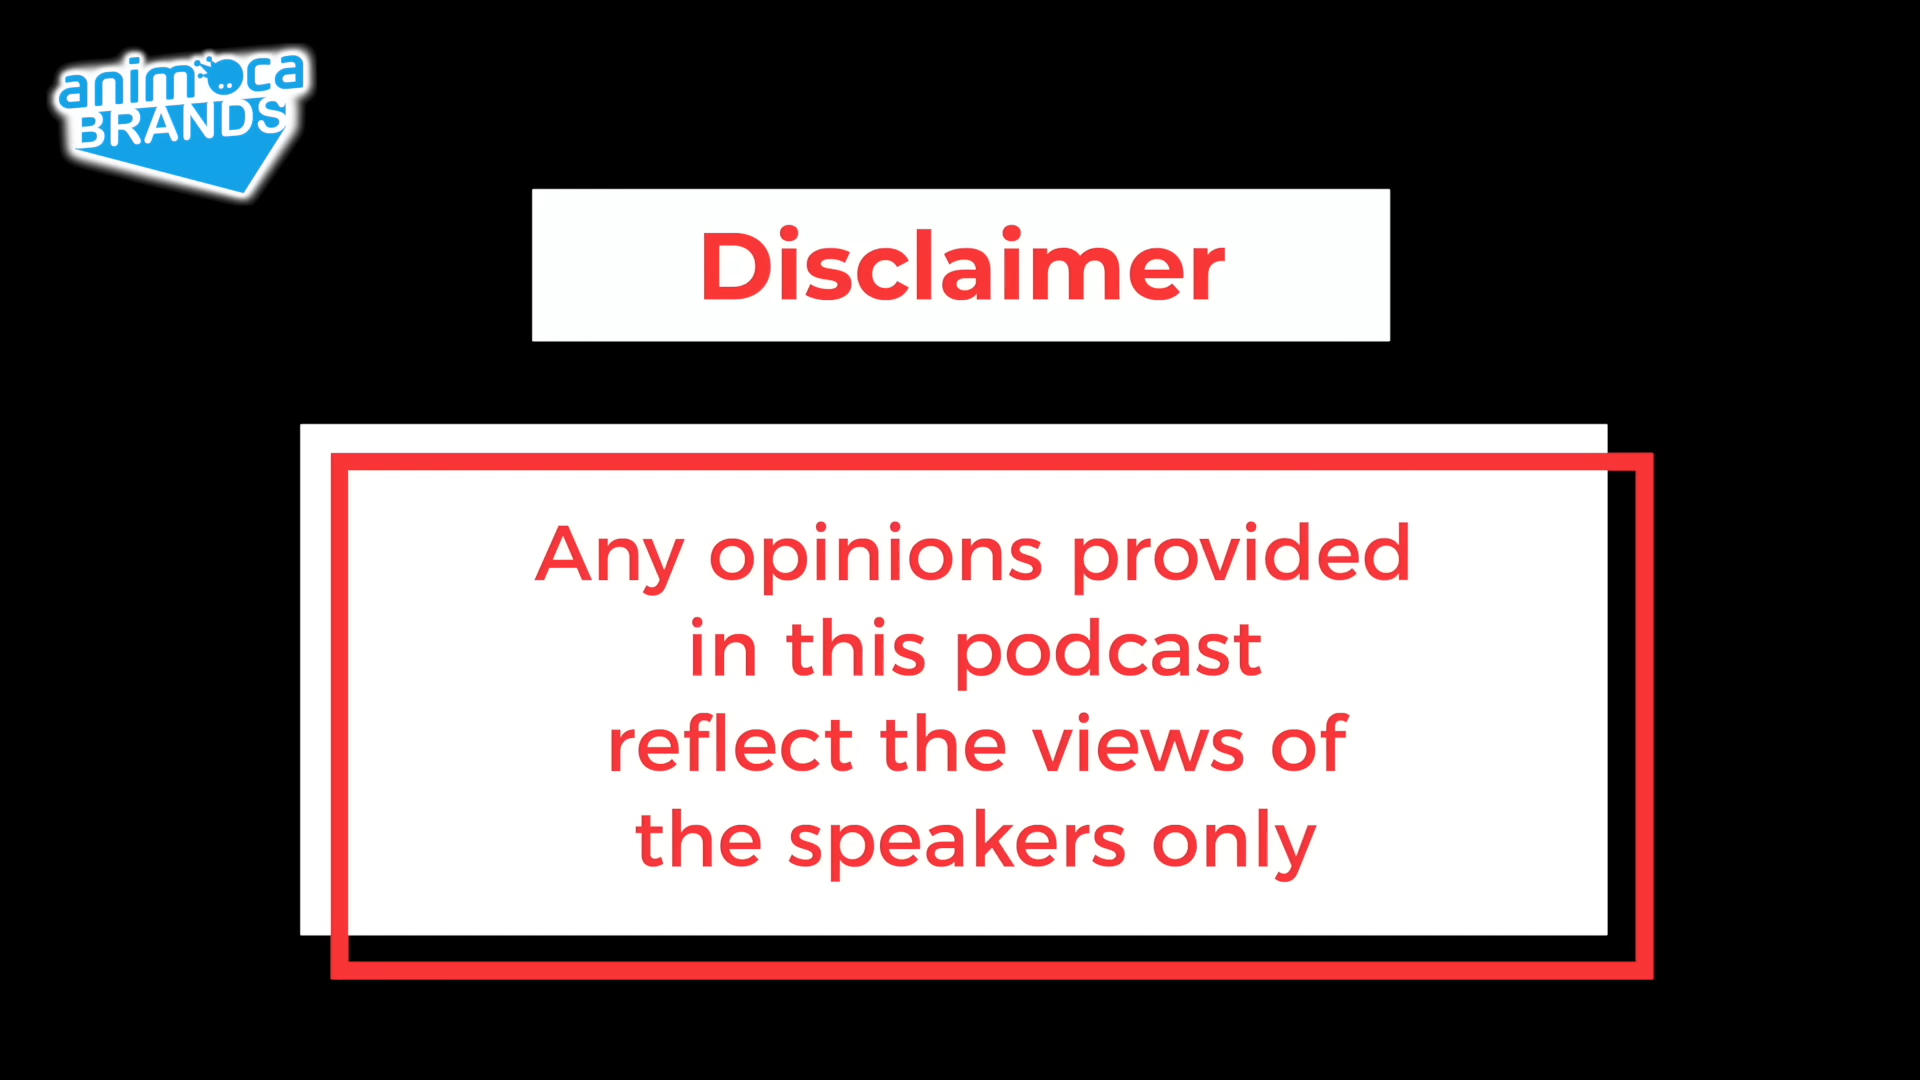 animoca
BRANDS
Disclaimer
Any opinions provided
in this podcast
reflect the views of
the speakers only